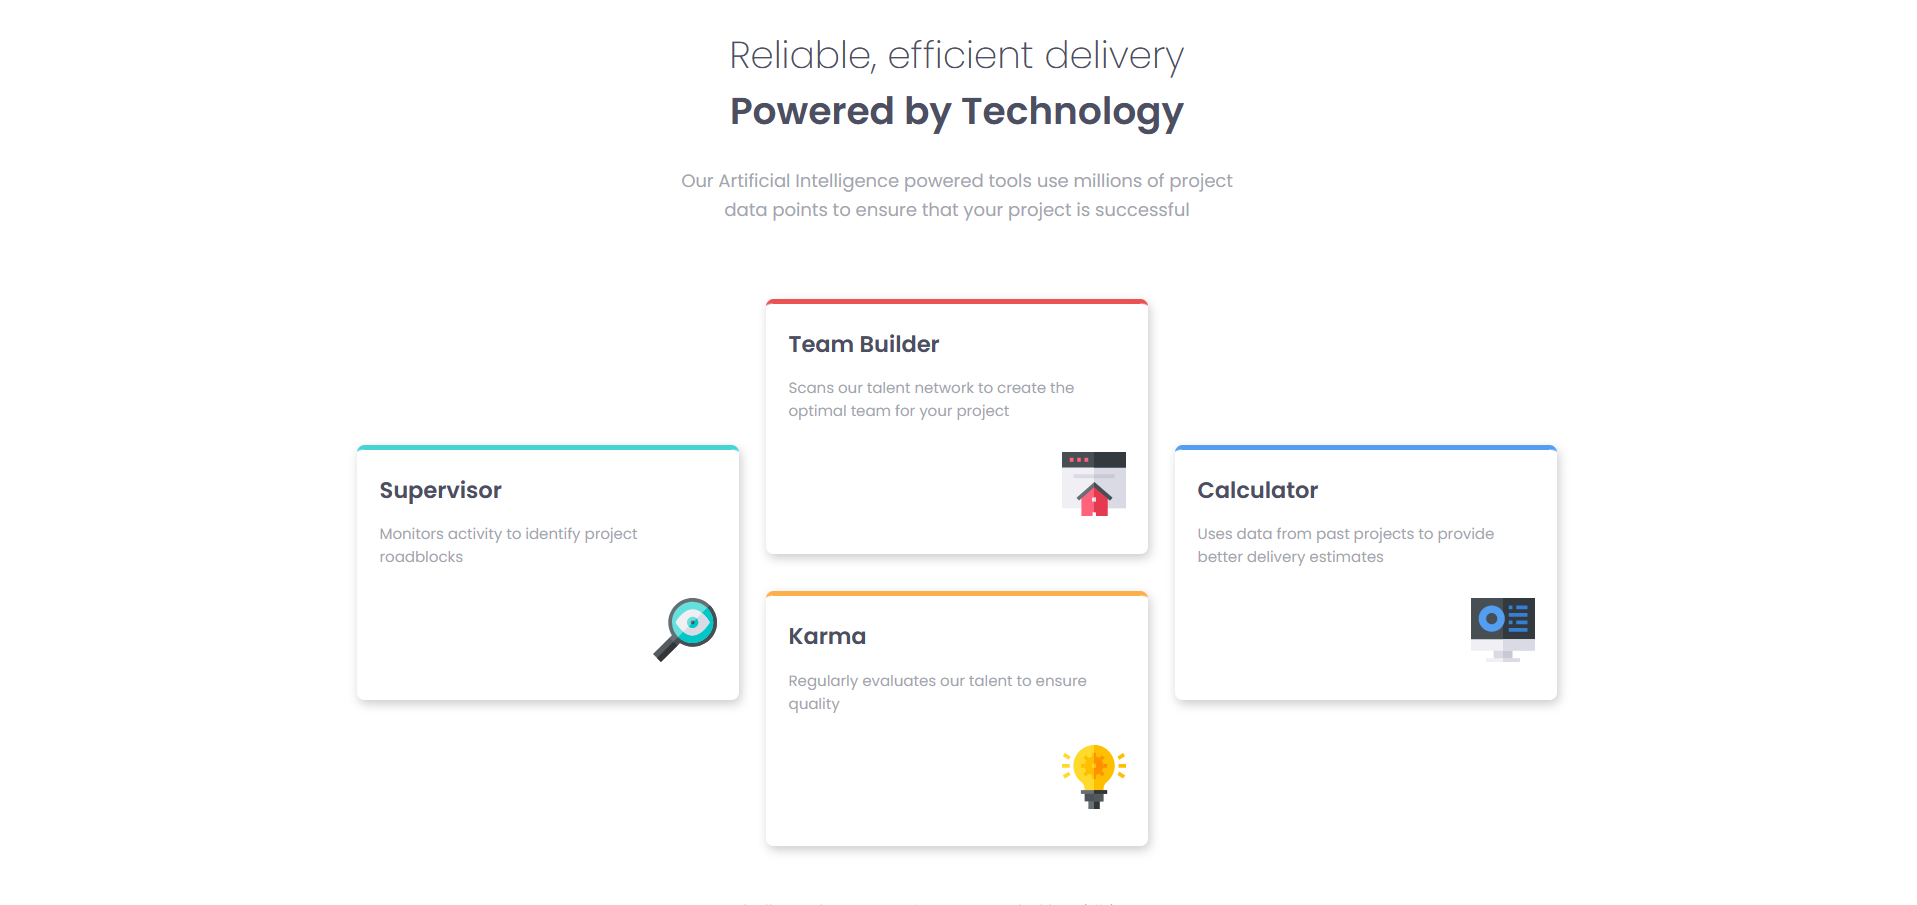 Reliable, efficient delivery
Powered by Technology
Our Artificial Intelligence powered tools use millions of project
data points to ensure that your project is successful
Team Builder
Scans our talent network to create the
optimal team for your project
Supervisor
Monitors activity to identify project
roadblocks
Calculator
Uses data from past projects to provide
better delivery estimates
Karma
Regularly evaluates our talent to ensure
quality